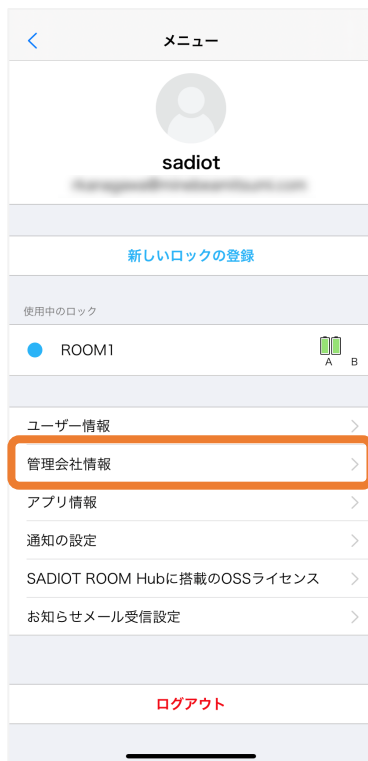 メニュー
sadiot
新しいロックの登録
使用中のロック
ROOM1
A B
ユーザー情報
管理会社情報
アプリ情報
通知の設定
SADIOT ROOM Hubに搭載のOSSライセンス
お知らせメール受信設定
ログアウト